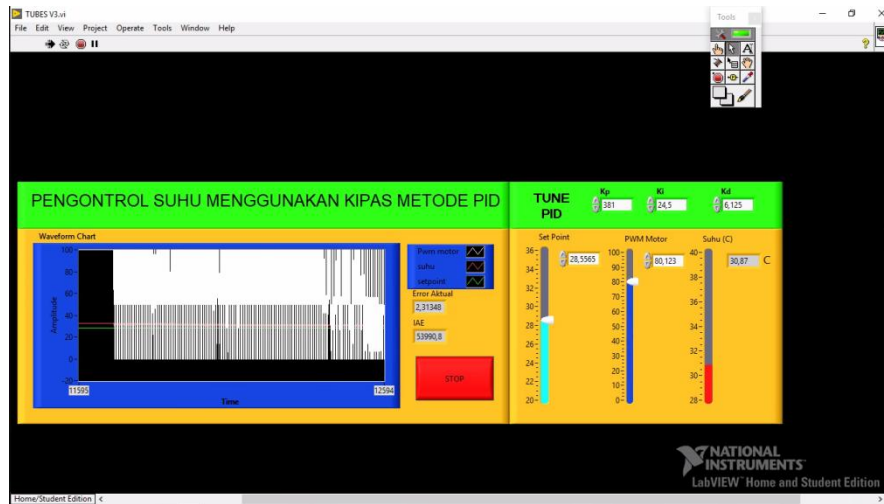 TUBES V3.vi
File Edit View Project Operate Tools Window Help
Tools
PENGONTROL SUHU MENGGUNAKAN KIPAS METODE PID
TUNE PID
Kp
381
Ki
24,5
Kd
6,125
Waveform Chart
Amplitude
100-
80-
60-
40-
20-
0-
-20-
11595
12594
Time
Pwm motor
suhu
setpoint
Error Aktual
2,31348
IAE
53990,8
STOP
Set Point
36-
34-
32-
30-
28-
26-
24-
22-
20-
28,5565
PWM Motor
100-
90-
80-
70-
60-
50-
40-
30-
20-
10-
0-
80,123
Suhu (C)
40-
38-
36-
34-
32-
30-
28-
30,87
C
NATIONAL
INSTRUMENTS
LabVIEW™ Home and Student Edition
Home/Student Edition